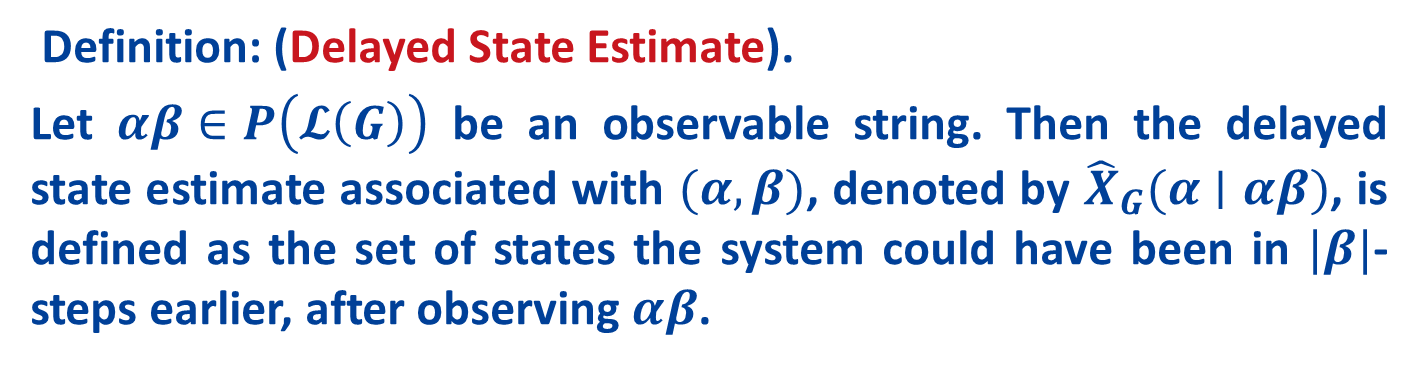 Definition: (Delayed State Estimate).
Let αβ ∈ P(ℒ(G)) be an observable string. Then the delayed
state estimate associated with (α, β), denoted by X̂_G(α | αβ), is
defined as the set of states the system could have been in |β|-
steps earlier, after observing αβ.